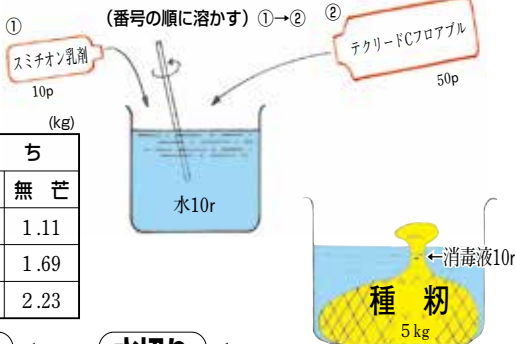 (番号の順に溶かす) ①→②
①
スミチオン乳剤
10p
②
テクリードCフロアブル
50p
水10r
(kg)
ち
無 芒
1.11
1.69
2.23
←消毒液10r
種 籾
5kg
水切り